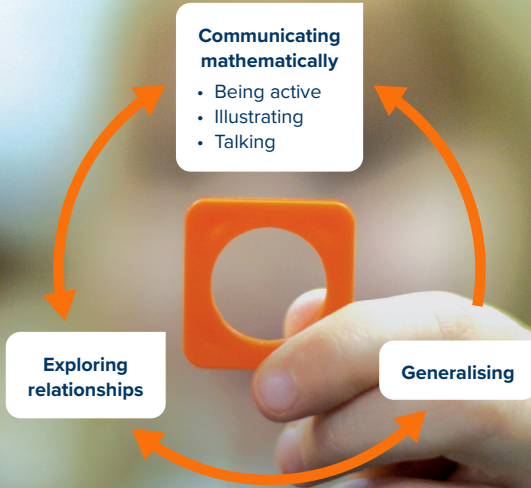 Communicating
mathematically
• Being active
• Illustrating
• Talking
Exploring
relationships
Generalising